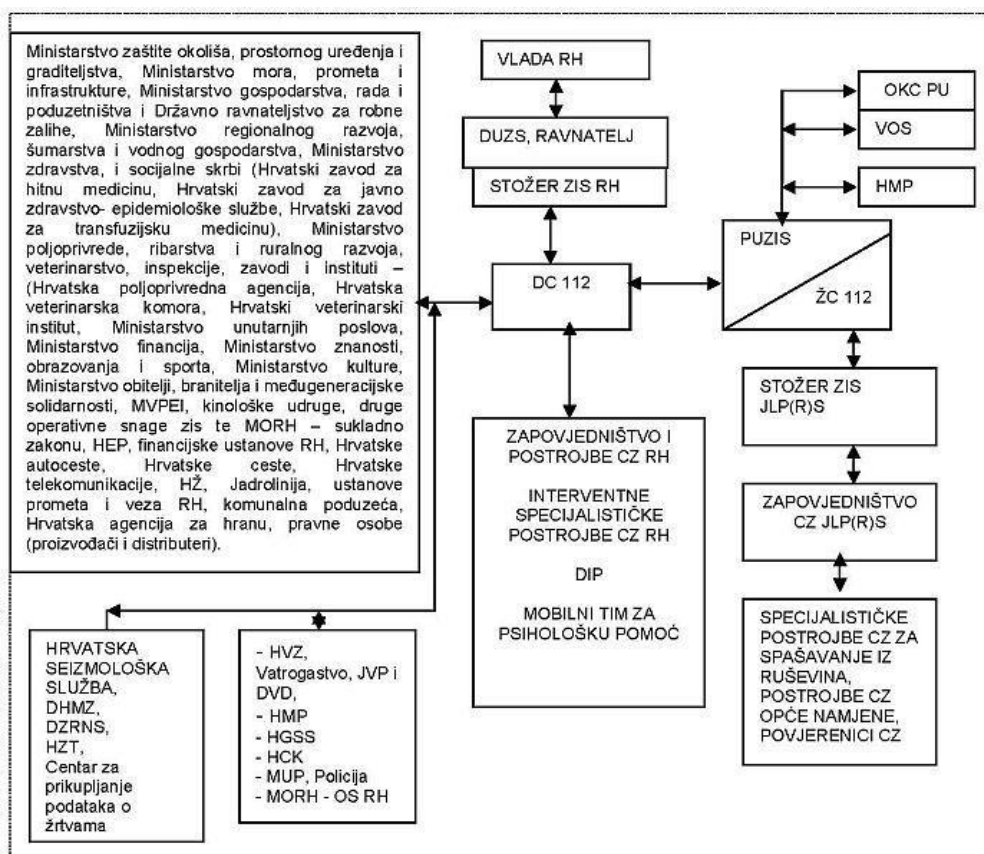 Ministarstvo zaštite okoliša, prostornog uređenja i
graditeljstva, Ministarstvo mora, prometa i
infrastrukture, Ministarstvo gospodarstva, rada i
poduzetništva i Državno ravnateljstvo za robne
zalihe, Ministarstvo regionalnog razvoja,
šumarstva i vodnog gospodarstva, Ministarstvo
zdravstva, i socijalne skrbi (Hrvatski zavod za
hitnu medicinu, Hrvatski zavod za javno
zdravstvo- epidemiološke službe, Hrvatski zavod
za transfuzijsku medicinu), Ministarstvo
poljoprivrede, ribarstva i ruralnog razvoja,
veterinarstvo, inspekcije, zavodi i instituti –
(Hrvatska poljoprivredna agencija, Hrvatska
veterinarska komora, Hrvatski veterinarski
institut, Ministarstvo unutarnjih poslova,
Ministarstvo financija, Ministarstvo znanosti,
obrazovanja i sporta, Ministarstvo kulture,
Ministarstvo obitelji, branitelja i međugeneracijske
solidarnosti, MVPEI, kinološke udruge, druge
operativne snage zis te MORH – sukladno
zakonu, HEP, financijske ustanove RH, Hrvatske
autoceste, Hrvatske ceste, Hrvatske
telekomunikacije, HŽ, Jadrolinija, ustanove
prometa i veza RH, komunalna poduzeća,
Hrvatska agencija za hranu, pravne osobe
(proizvođači i distributeri).
VLADA RH
DUZS, RAVNATELJ
STOŽER ZIS RH
DC 112
OKC PU
VOS
HMP
PUZIS
ŽC 112
STOŽER ZIS
JLP(R)S
ZAPOVJEDNIŠTVO
CZ JLP(R)S
SPECIJALISTIČKE
POSTROJBE CZ ZA
SPAŠAVANJE IZ
RUŠEVINA,
POSTROJBE CZ
OPĆE NAMJENE,
POVJERENICI CZ
ZAPOVJEDNIŠTVO I
POSTROJBE CZ RH
INTERVENTNE
SPECIJALISTIČKE
POSTROJBE CZ RH
DIP
MOBILNI TIM ZA
PSIHOLOŠKU POMOĆ
HRVATSKA
SEIZMOLOŠKA
SLUŽBA,
DHMZ,
DZRNS,
HZT,
Centar za
prikupljanje
podataka o
žrtvama
- HVZ,
Vatrogastvo, JVP i
DVD,
- HMP
- HGSS
- HCK
- MUP, Policija
- MORH - OS RH